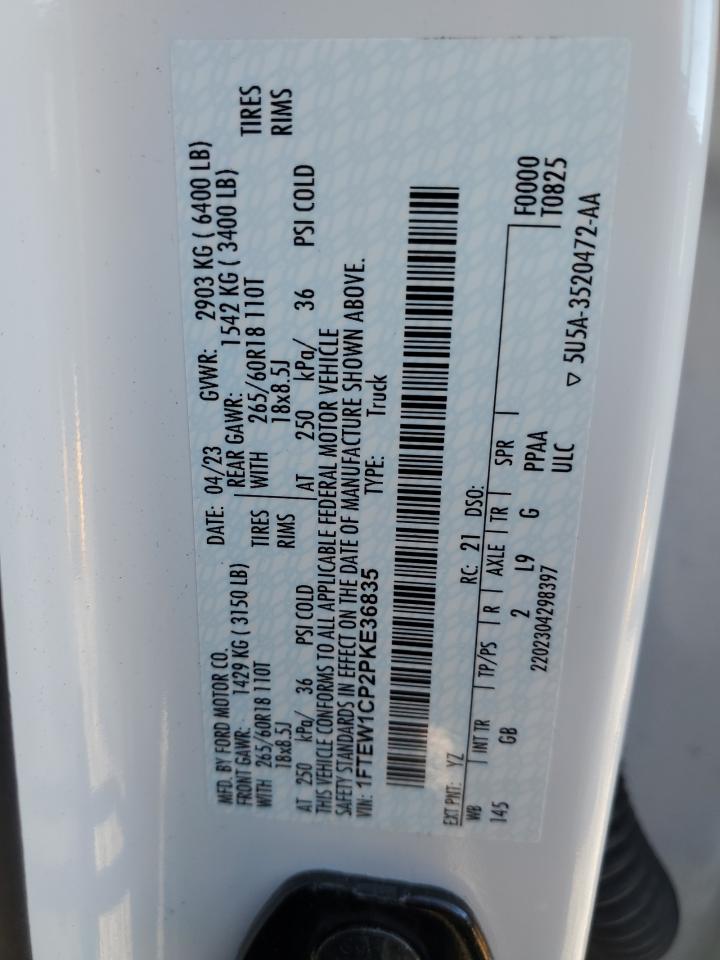 MFD. BY FORD MOTOR CO.
DATE: 04/23 GVWR: 2903 KG ( 6400 LB)
FRONT GAWR: 1429 KG ( 3150 LB) REAR GAWR: 1542 KG ( 3400 LB)
WITH 265/60R18 110T TIRES WITH 265/60R18 110T TIRES
18x8.5J RIMS 18x8.5J RIMS
AT 250 kPa/ 36 PSI COLD AT 250 kPa/ 36 PSI COLD
THIS VEHICLE CONFORMS TO ALL APPLICABLE FEDERAL MOTOR VEHICLE
SAFETY STANDARDS IN EFFECT ON THE DATE OF MANUFACTURE SHOWN ABOVE.
VIN: 1FTEW1CP2PKE36835 TYPE: Truck
EXT PNT: YZ RC: 21 DSO:
WB INT TR TP/PS R AXLE TR SPR F0000
145 GB 2 L9 G PPAA T0825
2202304298397 ULC
▽ 5U5A-3520472-AA